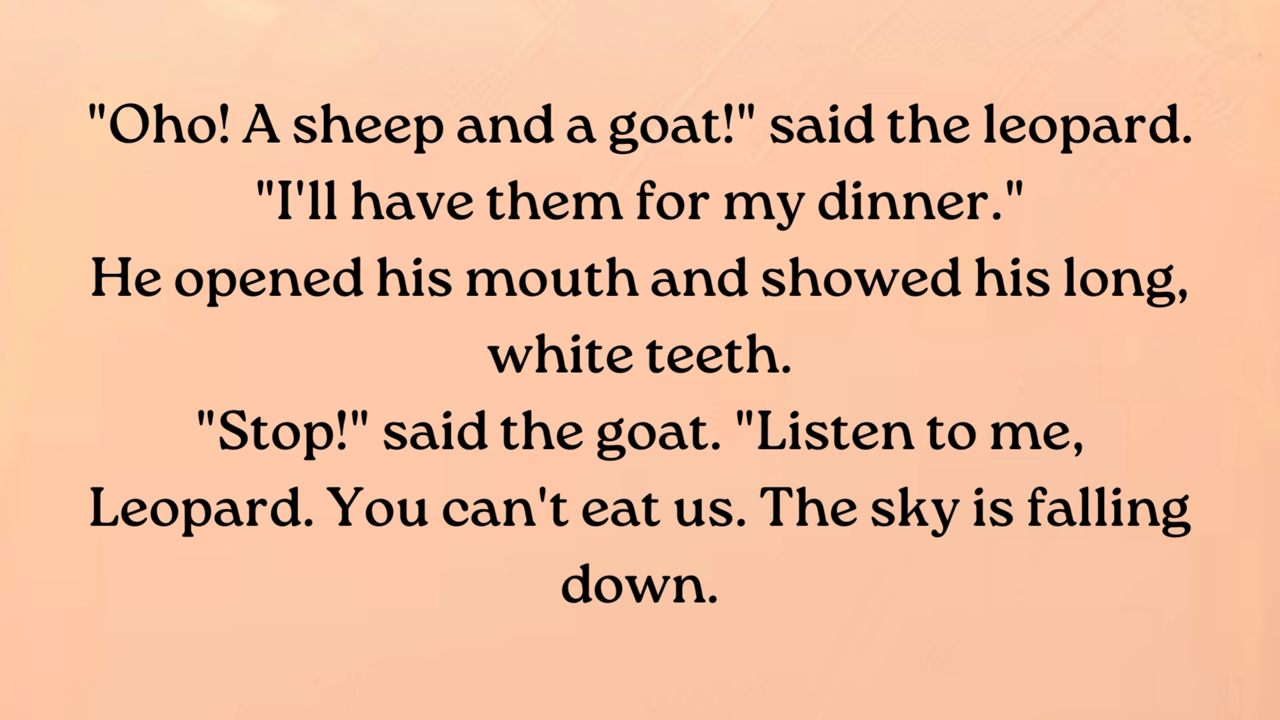 "Oho! A sheep and a goat!" said the leopard.
"I'll have them for my dinner."
He opened his mouth and showed his long,
white teeth.
"Stop!" said the goat. "Listen to me,
Leopard. You can't eat us. The sky is falling
down.